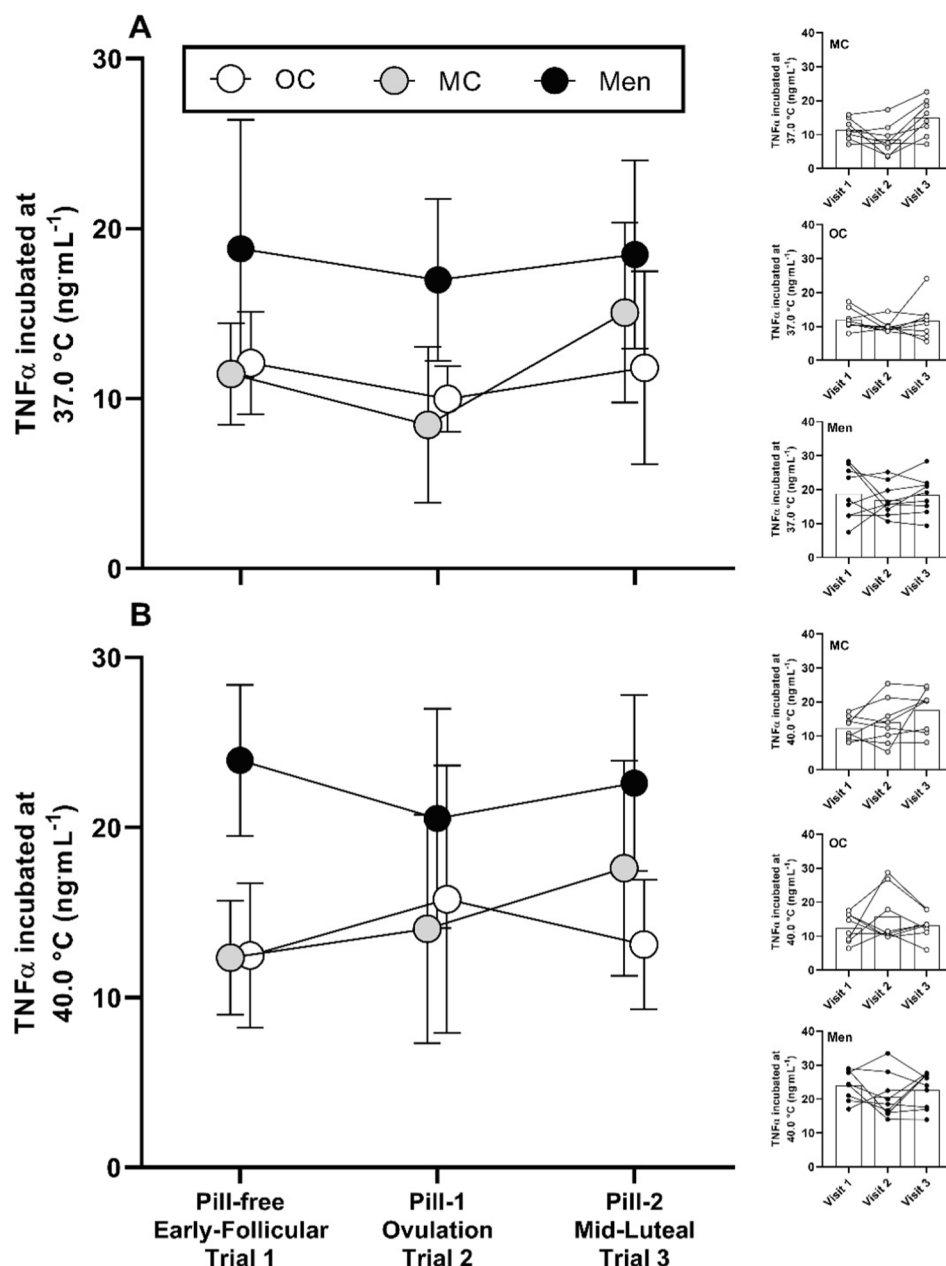 A
30
20
10
0
OC MC Men
TNFα incubated at
37.0 °C (ng·mL⁻¹)
MC
40
30
20
10
0
TNFα incubated at
37.0 °C (ng·mL⁻¹)
Visit 1 Visit 2 Visit 3
OC
40
30
20
10
0
TNFα incubated at
37.0 °C (ng·mL⁻¹)
Visit 1 Visit 2 Visit 3
Men
40
30
20
10
0
TNFα incubated at
37.0 °C (ng·mL⁻¹)
Visit 1 Visit 2 Visit 3
B
30
20
10
0
TNFα incubated at
40.0 °C (ng·mL⁻¹)
Pill-free Pill-1 Pill-2
Early-Follicular Ovulation Mid-Luteal
Trial 1 Trial 2 Trial 3
MC
40
30
20
10
0
TNFα incubated at
40.0 °C (ng·mL⁻¹)
Visit 1 Visit 2 Visit 3
OC
40
30
20
10
0
TNFα incubated at
40.0 °C (ng·mL⁻¹)
Visit 1 Visit 2 Visit 3
Men
40
30
20
10
0
TNFα incubated at
40.0 °C (ng·mL⁻¹)
Visit 1 Visit 2 Visit 3